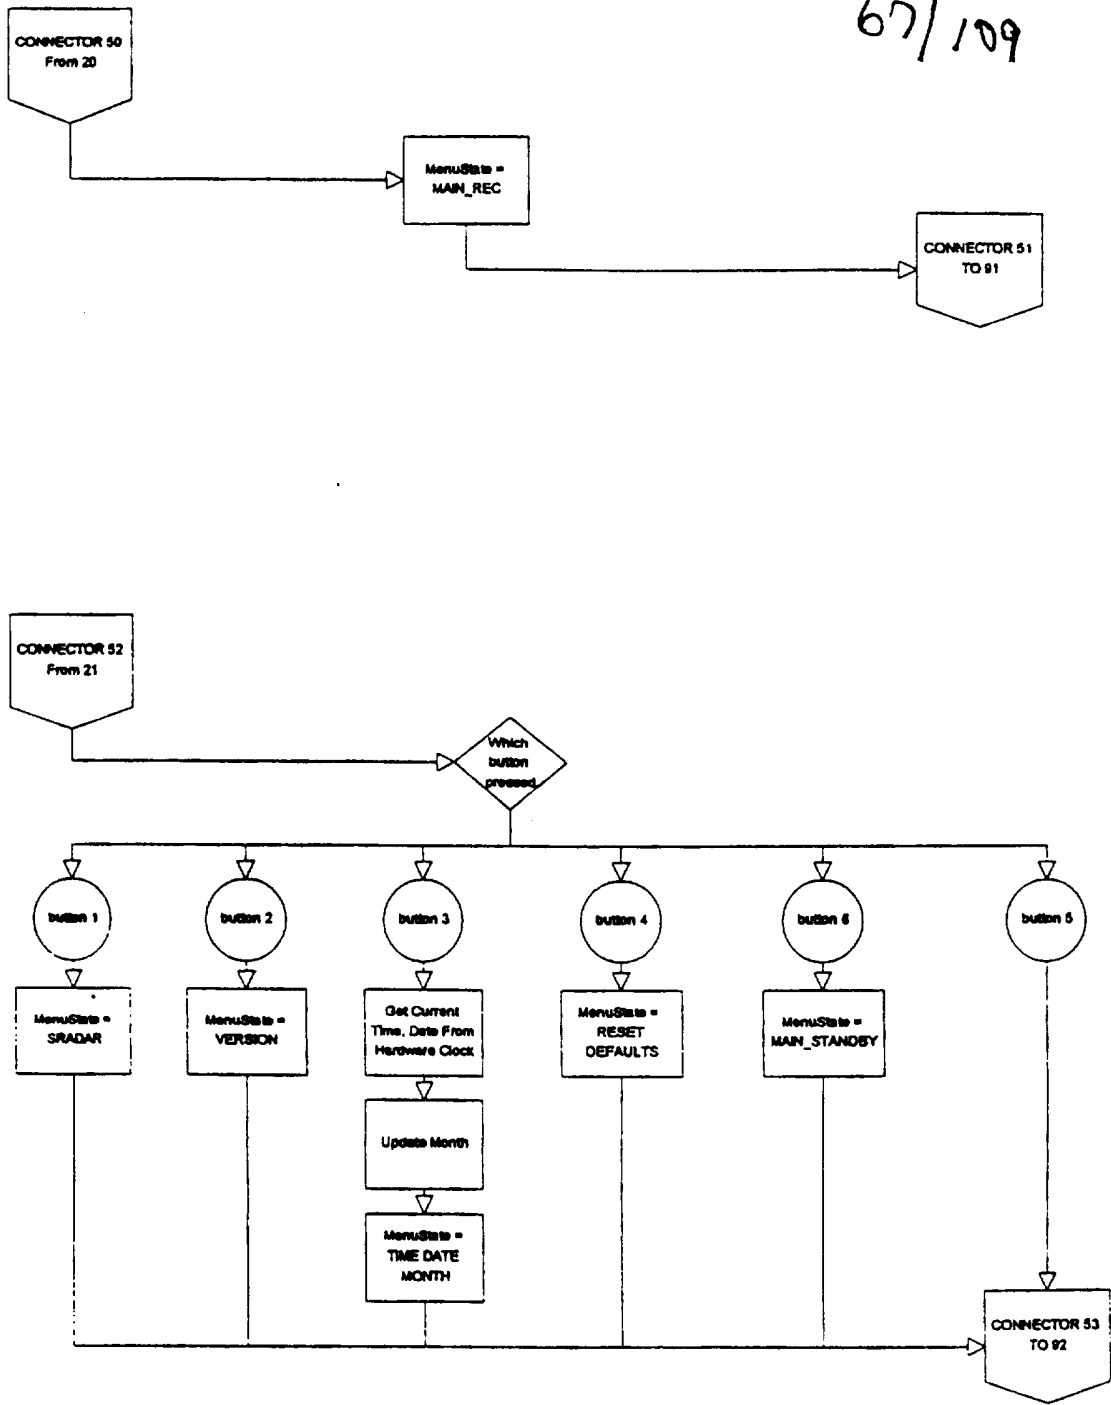 67/109
CONNECTOR 50
From 20
MenuState =
MAIN_REC
CONNECTOR 51
TO 91
CONNECTOR 52
From 21
Which
button
pressed
button 1
button 2
button 3
button 4
button 6
button 5
MenuState =
SRADAR
MenuState =
VERSION
Get Current
Time, Date From
Hardware Clock
MenuState =
RESET
DEFAULTS
MenuState =
MAIN_STANDBY
Update Month
MenuState =
TIME DATE
MONTH
CONNECTOR 53
TO 92